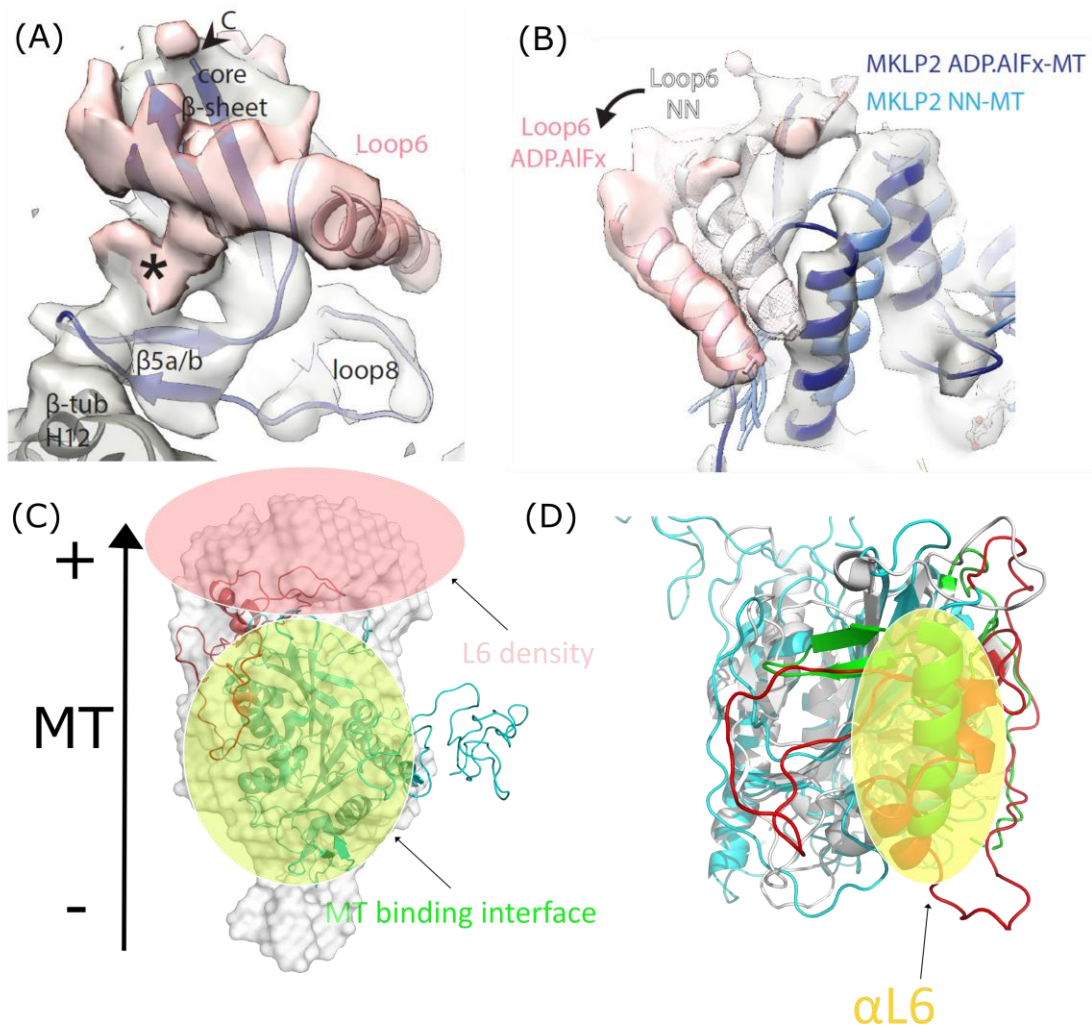 (A)
C
core
β-sheet
Loop6
*
β5a/b
loop8
β-tub
H12
(B)
Loop6
NN
MKLP2 ADP.AlFx-MT
MKLP2 NN-MT
Loop6
ADP.AlFx
(C)
+
MT
-
L6 density
MT binding interface
(D)
αL6